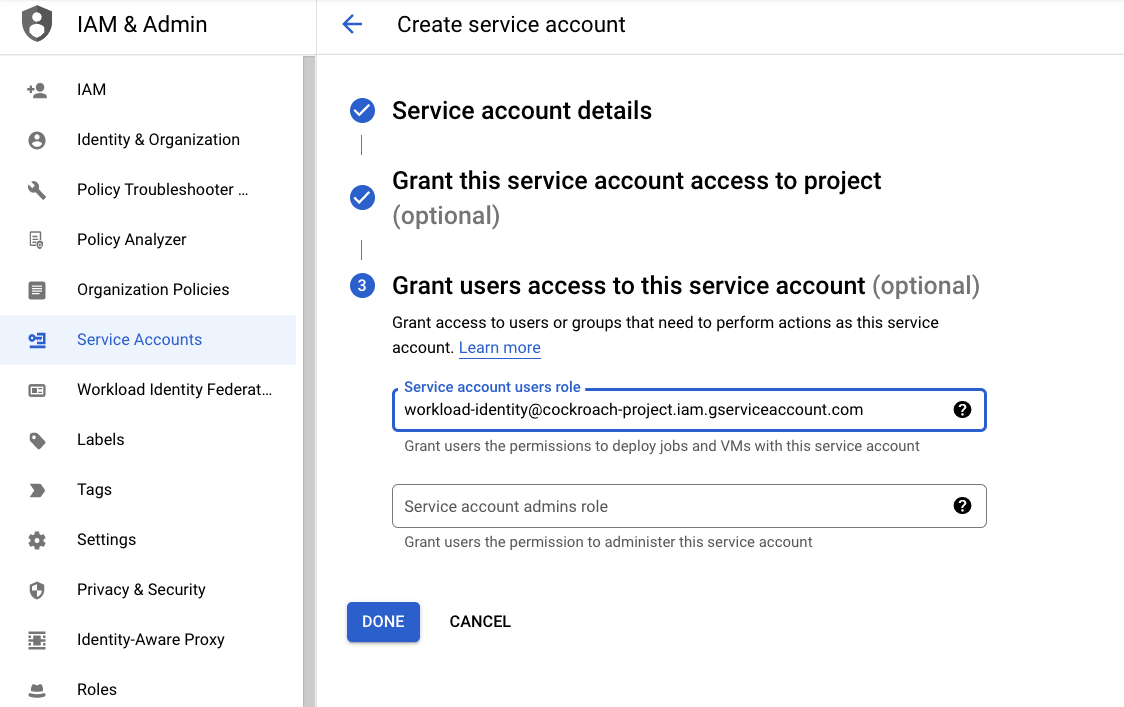 IAM & Admin
Create service account
IAM
Identity & Organization
Policy Troubleshooter ...
Policy Analyzer
Organization Policies
Service Accounts
Workload Identity Federat...
Labels
Tags
Settings
Privacy & Security
Identity-Aware Proxy
Roles
Service account details
Grant this service account access to project
(optional)
3
Grant users access to this service account (optional)
Grant access to users or groups that need to perform actions as this service
account. Learn more
Service account users role
workload-identity@cockroach-project.iam.gserviceaccount.com
?
Grant users the permissions to deploy jobs and VMs with this service account
Service account admins role
?
Grant users the permission to administer this service account
DONE
CANCEL